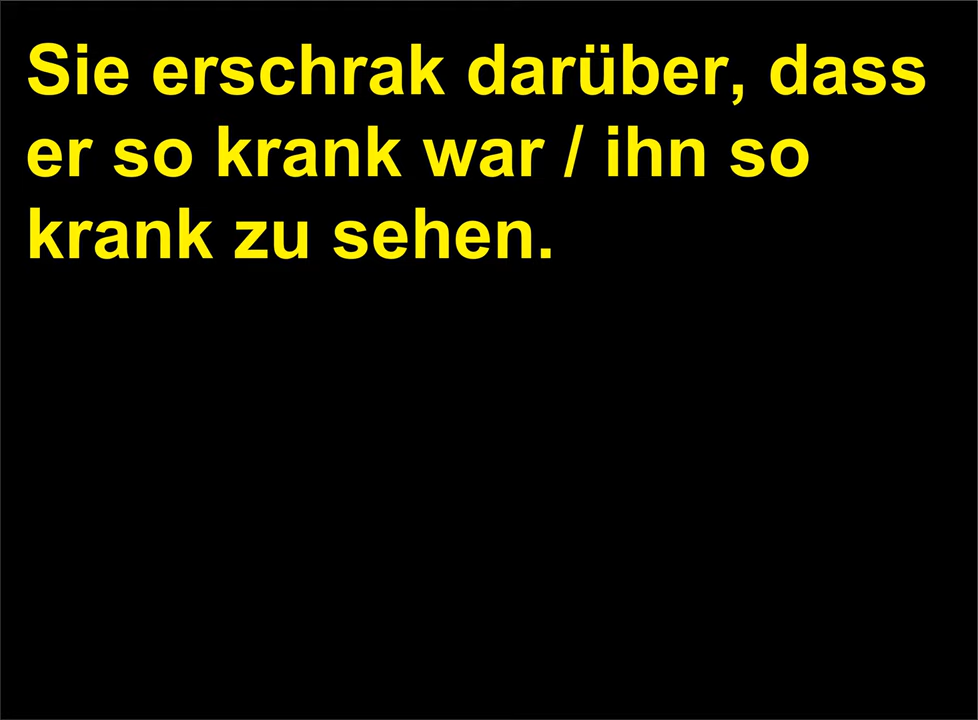 Sie erschrak darüber, dass
er so krank war / ihn so
krank zu sehen.